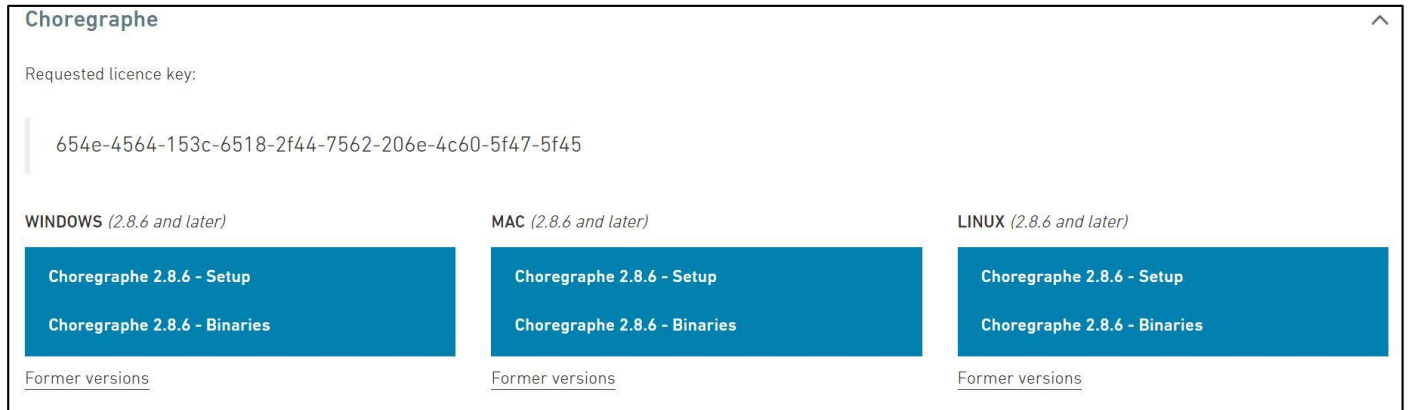 Choregraphe
Requested licence key:
654e-4564-153c-6518-2f44-7562-206e-4c60-5f47-5f45
WINDOWS (2.8.6 and later)
Choregraphe 2.8.6 - Setup
Choregraphe 2.8.6 - Binaries
Former versions
MAC (2.8.6 and later)
Choregraphe 2.8.6 - Setup
Choregraphe 2.8.6 - Binaries
Former versions
LINUX (2.8.6 and later)
Choregraphe 2.8.6 - Setup
Choregraphe 2.8.6 - Binaries
Former versions